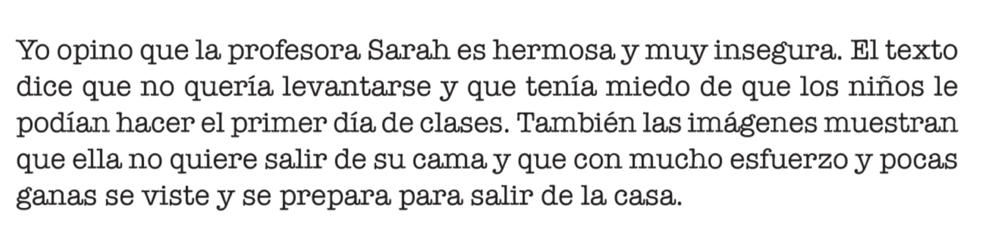 Yo opino que la profesora Sarah es hermosa y muy insegura. El texto
dice que no quería levantarse y que tenía miedo de que los niños le
podían hacer el primer día de clases. También las imágenes muestran
que ella no quiere salir de su cama y que con mucho esfuerzo y pocas
ganas se viste y se prepara para salir de la casa.